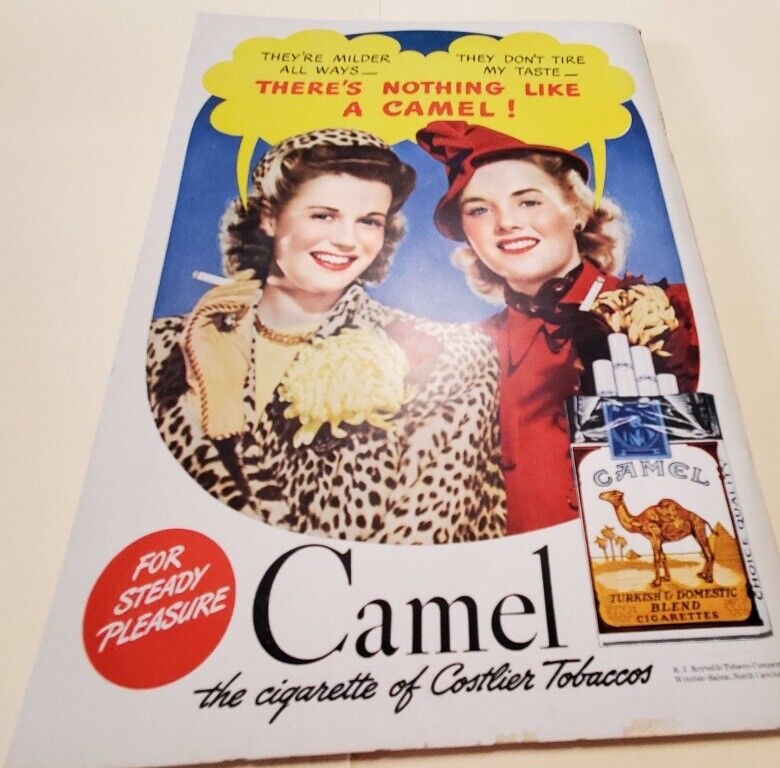 THEY'RE MILDER
ALL WAYS—
THEY DON'T TIRE
MY TASTE—
THERE'S NOTHING LIKE
A CAMEL!
CAMEL
TURKISH & DOMESTIC
BLEND
CIGARETTES
CHOICE QUALITY
FOR
STEADY
PLEASURE
Camel
the cigarette of Costlier Tobaccos
R. J. Reynolds Tobacco Company
Winston-Salem, North Carolina